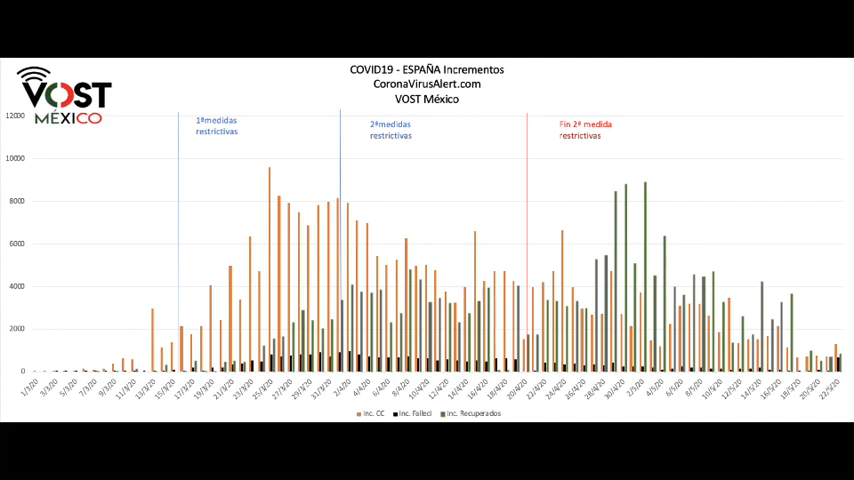 COVID19 - ESPAÑA Incrementos
CoronaVirusAlert.com
VOST México
VOST
MÉXICO
1ªmedidas
restrictivas
2ªmedidas
restrictivas
Fin 2ª medida
restrictivas
12000
10000
8000
6000
4000
2000
0
1/3/20 3/3/20 5/3/20 7/3/20 9/3/20 11/3/20 13/3/20 15/3/20 17/3/20 19/3/20 21/3/20 23/3/20 25/3/20 27/3/20 29/3/20 31/3/20 2/4/20 4/4/20 6/4/20 8/4/20 10/4/20 12/4/20 14/4/20 16/4/20 18/4/20 20/4/20 22/4/20 24/4/20 26/4/20 28/4/20 30/4/20 2/5/20 4/5/20 6/5/20 8/5/20 10/5/20 12/5/20 14/5/20 16/5/20 18/5/20 20/5/20 22/5/20
Inc. CC Inc. Falleci Inc. Recuperados